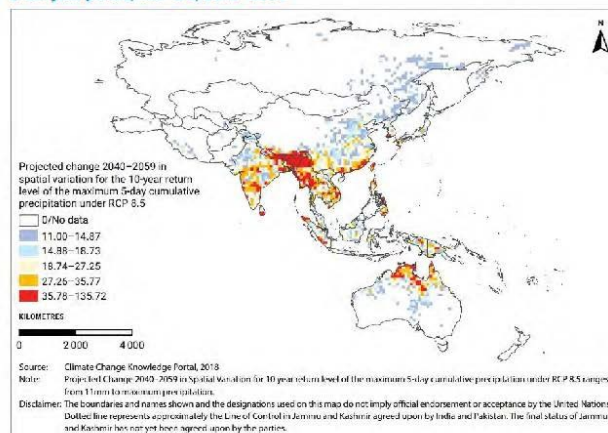 N
Projected change 2040–2059 in
spatial variation for the 10-year return
level of the maximum 5-day cumulative
precipitation under RCP 8.5
0/No data
11.00–14.87
14.88–18.73
18.74–27.25
27.26–35.77
35.78–135.72
KILOMETRES
0 2 000 4 000
Source: Climate Change Knowledge Portal, 2018
Note: Projected Change 2040-2059 in Spatial Variation for 10 year return level of the maximum 5-day cumulative precipitation under RCP 8.5 ranges
from 11mm to maximum precipitation.
Disclaimer: The boundaries and names shown and the designations used on this map do not imply official endorsement or acceptance by the United Nations
Dotted line represents approximately the Line of Control in Jammu and Kashmir agreed upon by India and Pakistan. The final status of Jammu
and Kashmir has not yet been agreed upon by the parties.